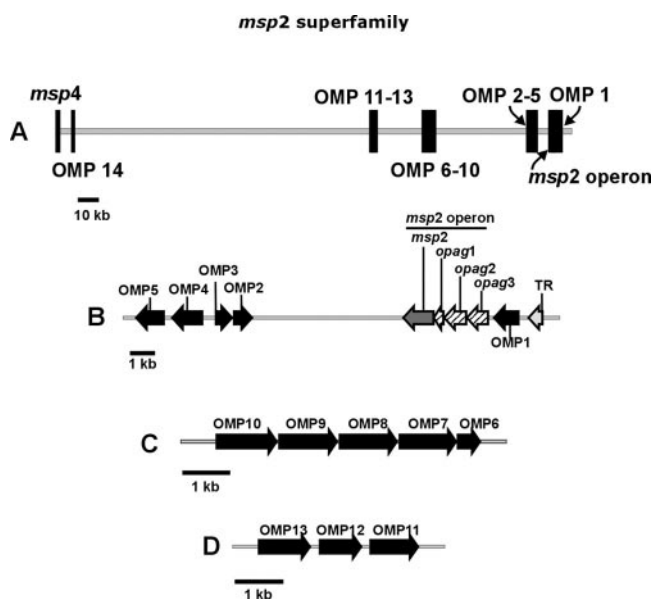 msp2 superfamily
msp4
OMP 11-13
OMP 2-5
OMP 1
A
OMP 14
OMP 6-10
msp2 operon
10 kb
msp2 operon
msp2
opag1
opag2
opag3
TR
OMP5
OMP4
OMP3
OMP2
B
OMP1
1 kb
OMP10
OMP9
OMP8
OMP7
OMP6
C
1 kb
OMP13
OMP12
OMP11
D
1 kb